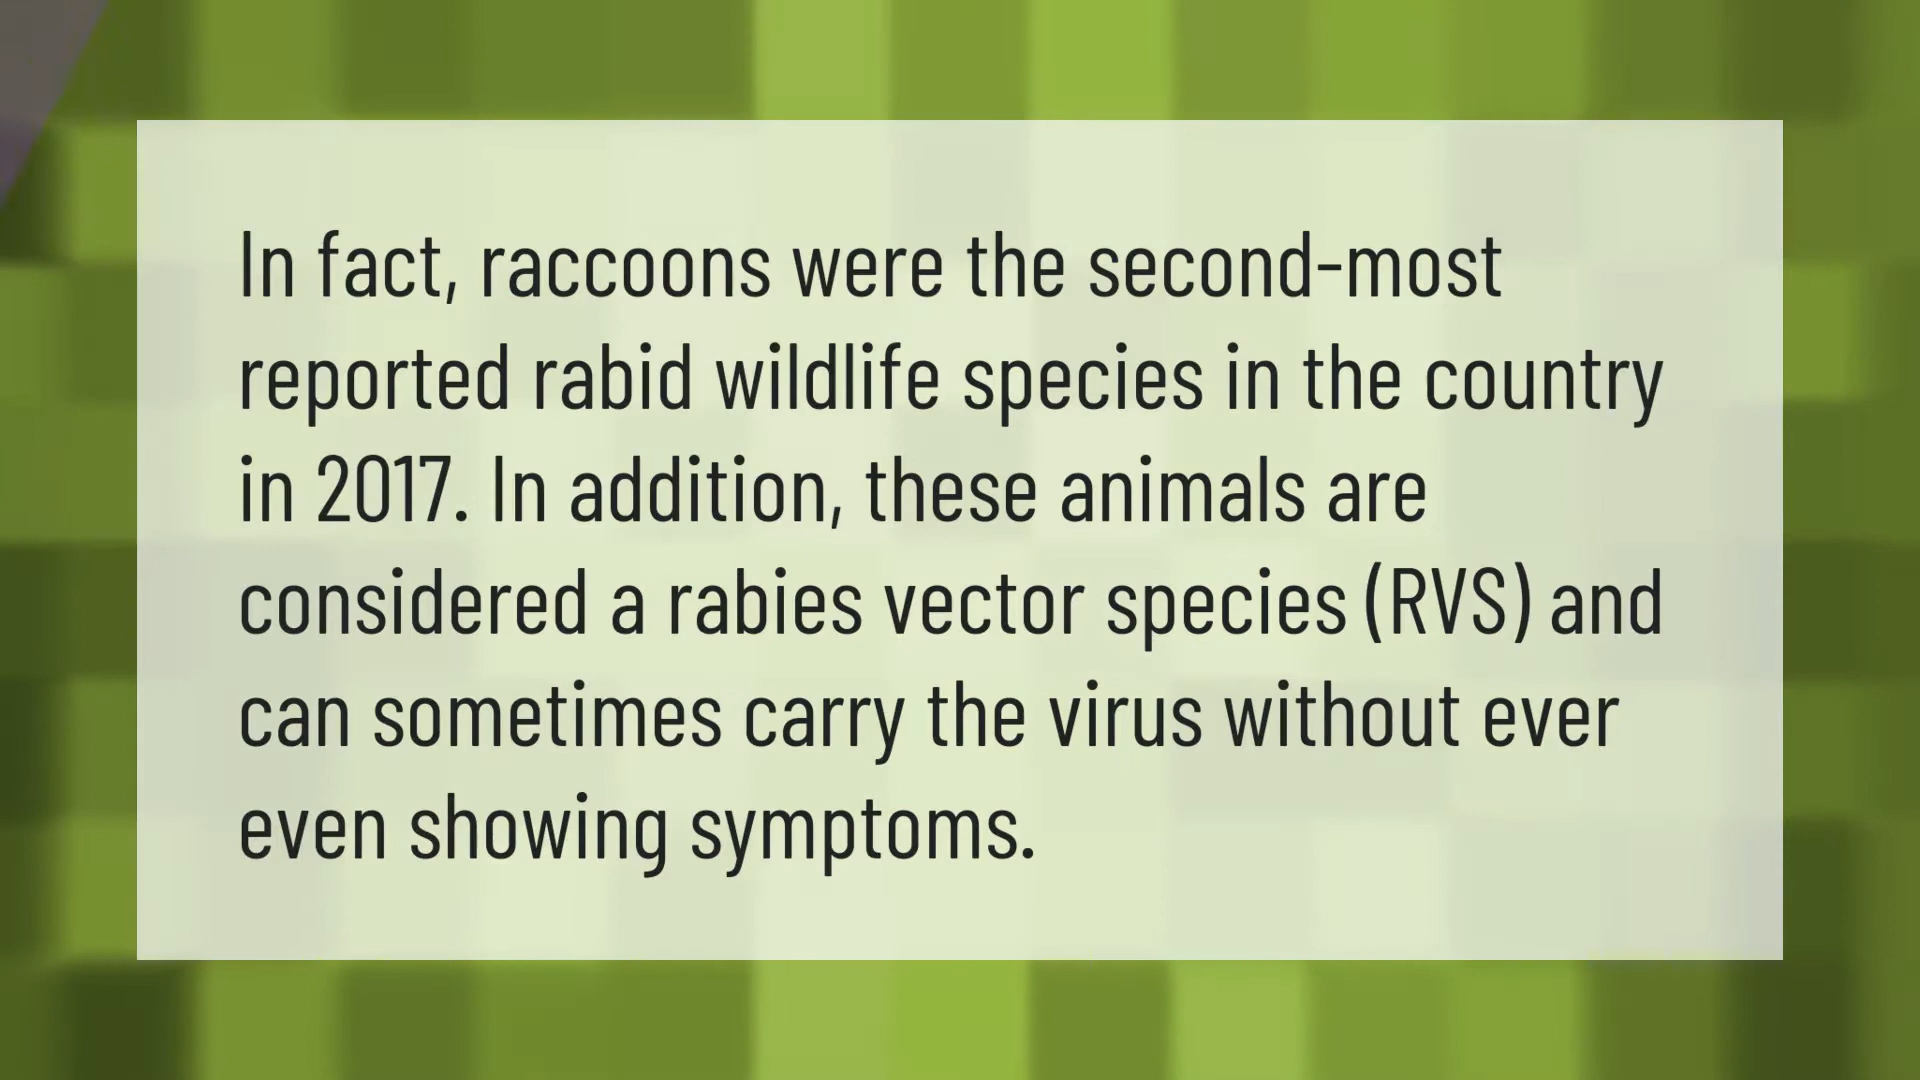 In fact, raccoons were the second-most
reported rabid wildlife species in the country
in 2017. In addition, these animals are
considered a rabies vector species (RVS) and
can sometimes carry the virus without ever
even showing symptoms.